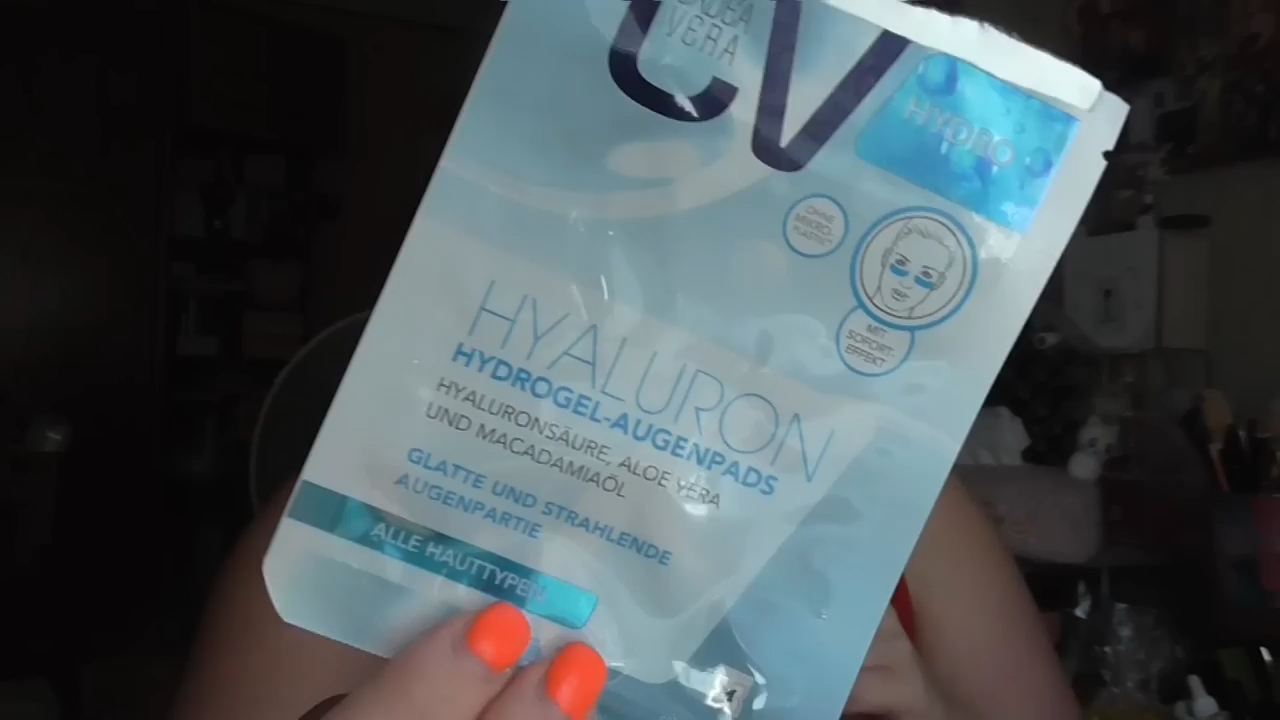 VERA
CV
HYDRO
OHNE
MIKRO-
PLASTIK*
MIT
SOFORT-
EFFEKT
HYALURON
HYDROGEL-AUGENPADS
HYALURONSÄURE, ALOE VERA
UND MACADAMIAÖL
GLATTE UND STRAHLENDE
AUGENPARTIE
ALLE HAUTTYPEN